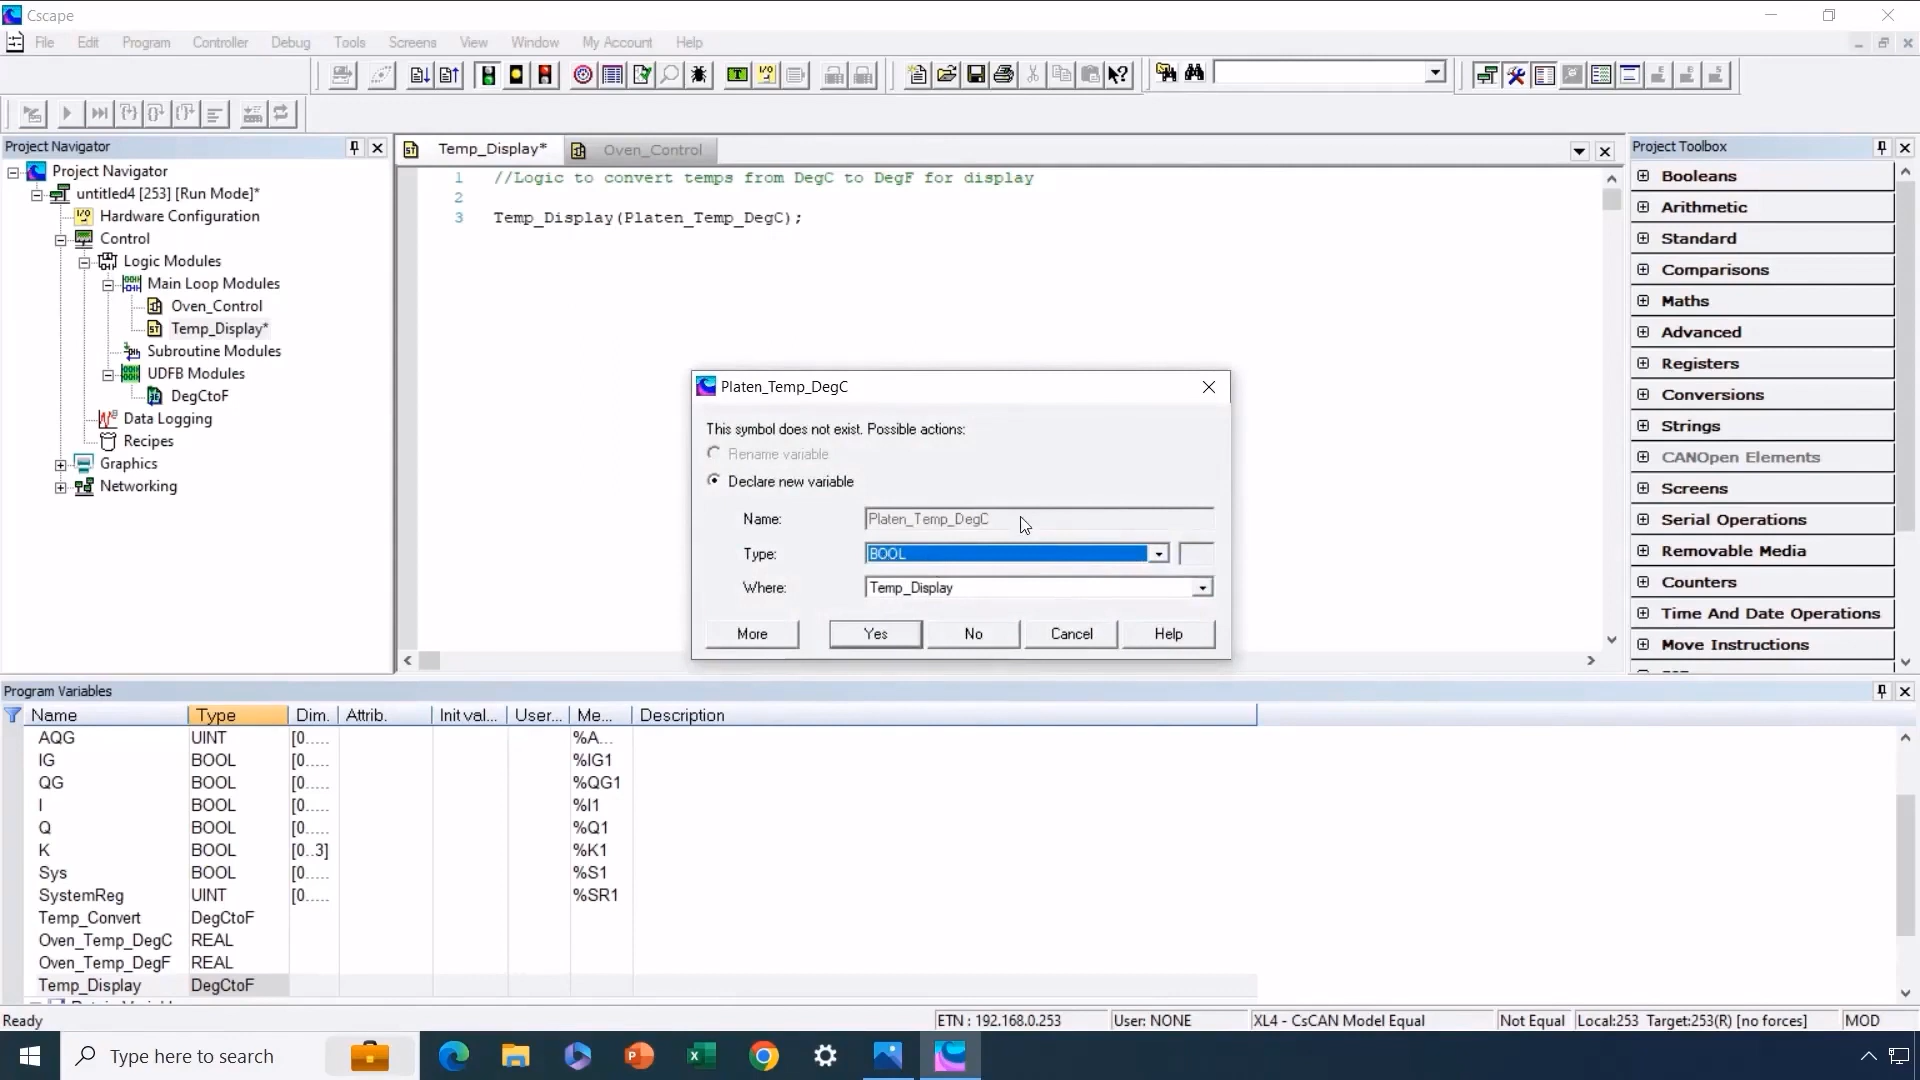 Cscape
File Edit Program Controller Debug Tools Screens View Window My Account Help
Project Navigator
Project Navigator
untitled4 [253] [Run Mode]*
Hardware Configuration
Control
Logic Modules
Main Loop Modules
Oven_Control
Temp_Display*
Subroutine Modules
UDFB Modules
DegCtoF
Data Logging
Recipes
Graphics
Networking
Temp_Display* Oven_Control
1 //Logic to convert temps from DegC to DegF for display
2
3 Temp_Display(Platen_Temp_DegC);
Platen_Temp_DegC
This symbol does not exist. Possible actions:
Rename variable
Declare new variable
Name: Platen_Temp_DegC
Type: BOOL
Where: Temp_Display
More Yes No Cancel Help
Project Toolbox
Booleans
Arithmetic
Standard
Comparisons
Maths
Advanced
Registers
Conversions
Strings
CANOpen Elements
Screens
Serial Operations
Removable Media
Counters
Time And Date Operations
Move Instructions
Program Variables
Name Type Dim. Attrib. Init val... User... Me... Description
AQG UINT [0..... %A...
IG BOOL [0..... %IG1
QG BOOL [0..... %QG1
I BOOL [0..... %I1
Q BOOL [0..... %Q1
K BOOL [0..3] %K1
Sys BOOL [0..... %S1
SystemReg UINT [0..... %SR1
Temp_Convert DegCtoF
Oven_Temp_DegC REAL
Oven_Temp_DegF REAL
Temp_Display DegCtoF
Ready ETN : 192.168.0.253 User: NONE XL4 - CsCAN Model Equal Not Equal Local:253 Target:253(R) [no forces] MOD
Type here to search